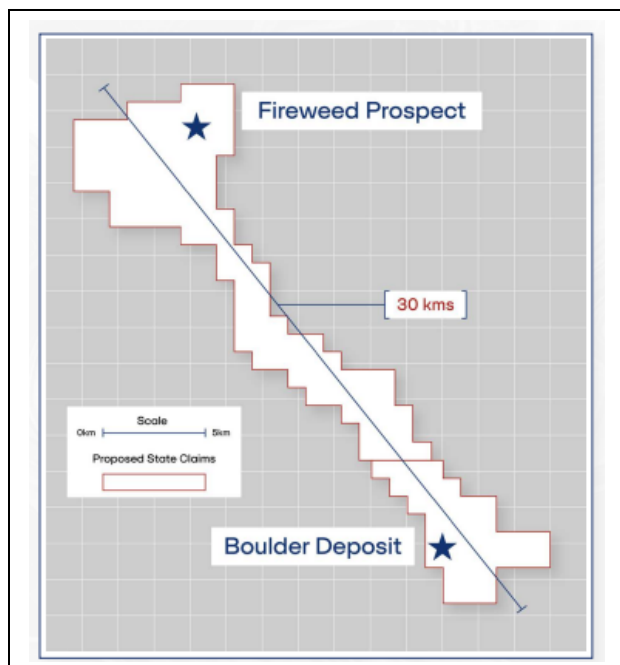 Fireweed Prospect
30 kms
Scale
0km 5km
Proposed State Claims
Boulder Deposit